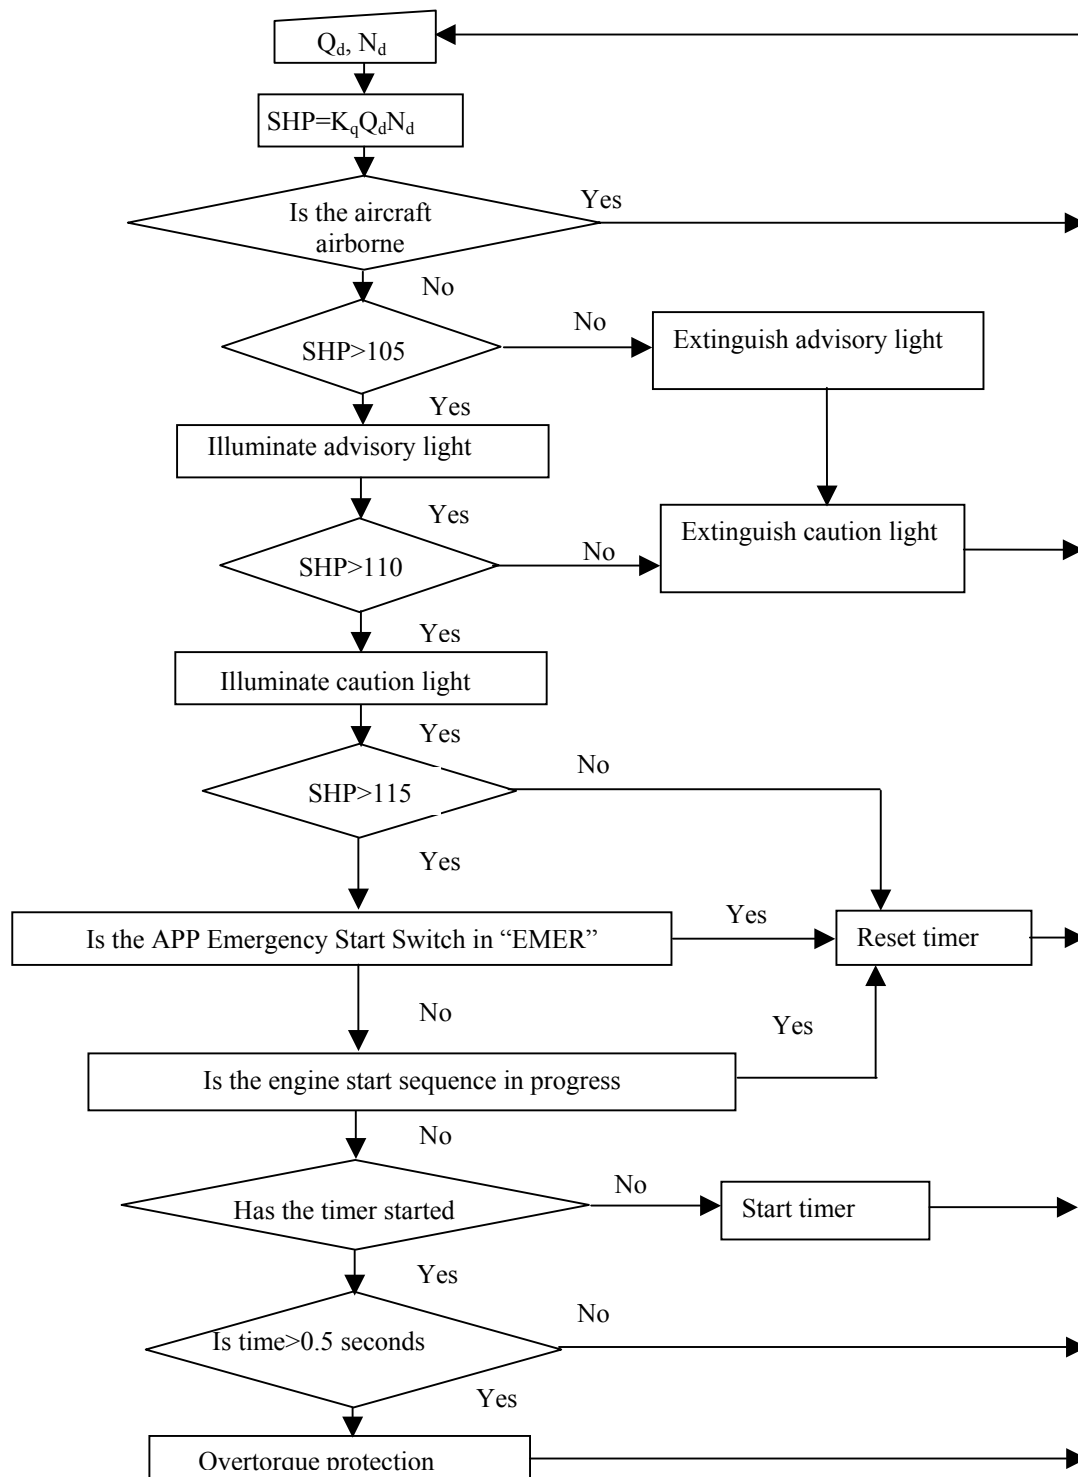 Qd, Nd
SHP=KqQdNd
Is the aircraft
airborne
Yes
No
SHP>105
No
Extinguish advisory light
Yes
Illuminate advisory light
Yes
SHP>110
No
Extinguish caution light
Yes
Illuminate caution light
Yes
SHP>115
No
Yes
Is the APP Emergency Start Switch in “EMER”
Yes
Reset timer
No
Yes
Is the engine start sequence in progress
No
Has the timer started
No
Start timer
Yes
Is time>0.5 seconds
No
Yes
Overtorque protection